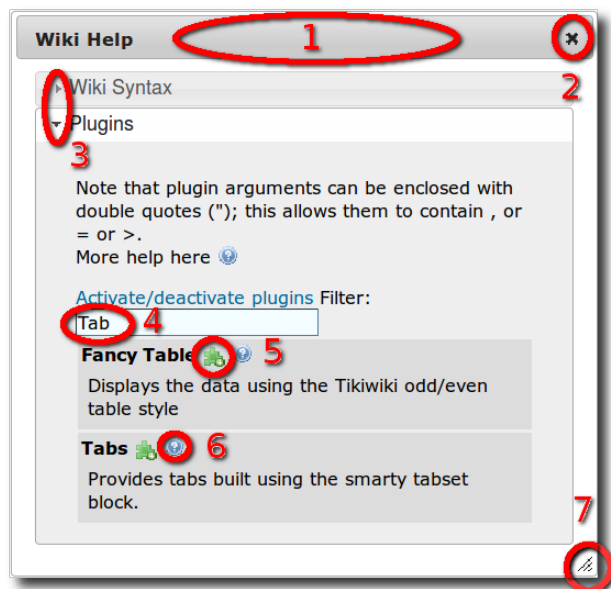 Wiki Help 1
2
Wiki Syntax
Plugins
3
Note that plugin arguments can be enclosed with
double quotes ("); this allows them to contain , or
= or >.
More help here
Activate/deactivate plugins Filter:
Tab 4
Fancy Table 5
Displays the data using the Tikiwiki odd/even
table style
Tabs 6
Provides tabs built using the smarty tabset
block.
7